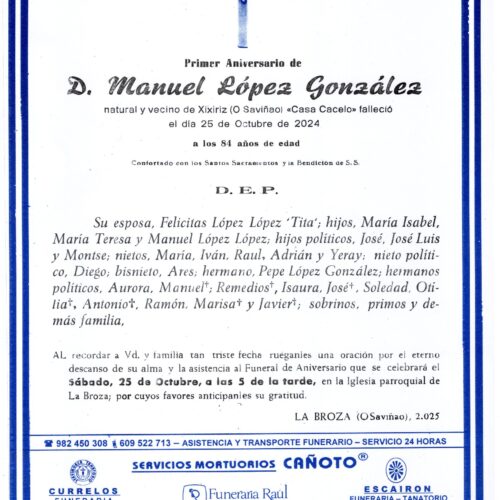 Primer Aniversario de
D. Manuel López González
natural y vecino de Xixiriz (O Saviñao) «Casa Cacelo» falleció
el día 25 de Octubre de 2024
a los 84 años de edad
Confortado con los Santos Sacramentos y la Bendición de S.S.
D. E. P.
Su esposa, Felicitas López López 'Tita'; hijos, María Isabel,
María Teresa y Manuel López López; hijos políticos, José, José Luis
y Montse; nietos, María, Iván, Raul, Adrián y Yeray; nieto políti-
co, Diego; bisnieto, Ares; hermano, Pepe López González; hermanos
políticos, Aurora, Manuel†; Remedios†, Isaura, José†, Soledad, Oti-
lia†, Antonio†, Ramón, Marisa† y Javier†; sobrinos, primos y de-
más familia,
AL recordar a Vd. y familia tan triste fecha rueganles una oración por el eterno
descanso de su alma y la asistencia al Funeral de Aniversario que se celebrará el
Sábado, 25 de Octubre, a las 5 de la tarde, en la Iglesia parroquial de
La Broza; por cuyos favores anticipanles su gratitud.
LA BROZA (O Saviñao), 2.025
☎ 982 450 308 609 522 713 – ASISTENCIA Y TRANSPORTE FUNERARIO – SERVICIO 24 HORAS
SERVICIOS MORTUORIOS CAÑOTO®
CURRELOS
FUNERARIA
Funeraria Raúl
ESCAIRON
FUNERARIA – TANATORIO